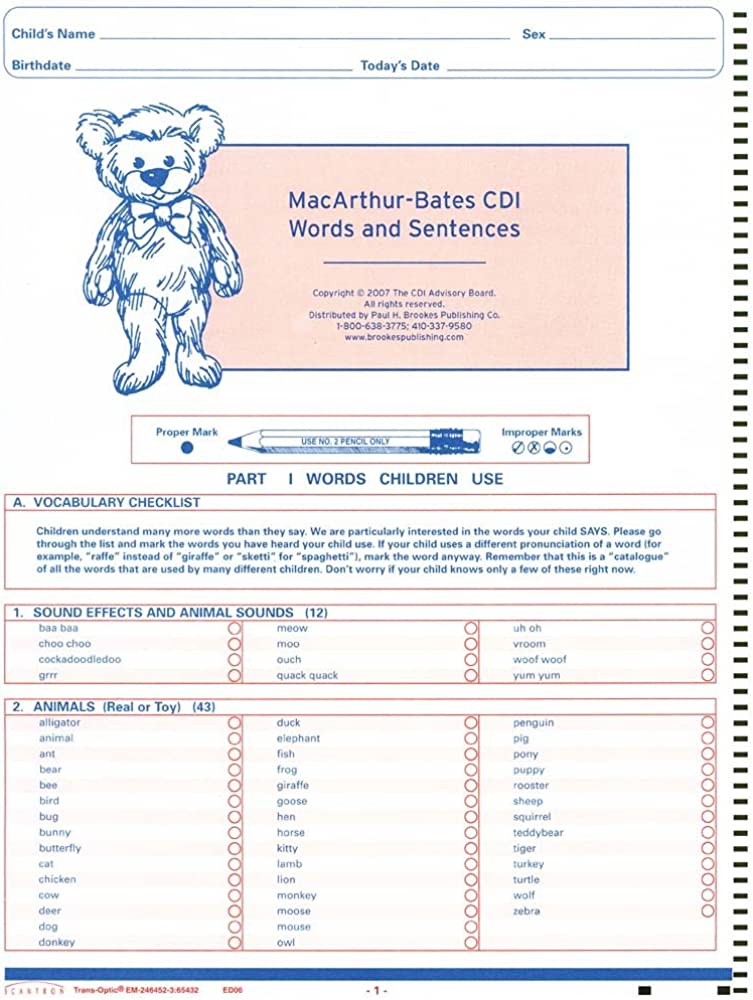 Child's Name Sex
Birthdate Today's Date
MacArthur-Bates CDI
Words and Sentences
Copyright © 2007 The CDI Advisory Board.
All rights reserved.
Distributed by Paul H. Brookes Publishing Co.
1-800-638-3775; 410-337-9580
www.brookespublishing.com
Proper Mark USE NO. 2 PENCIL ONLY Improper Marks
PART I WORDS CHILDREN USE
A. VOCABULARY CHECKLIST
Children understand many more words than they say. We are particularly interested in the words your child SAYS. Please go
through the list and mark the words you have heard your child use. If your child uses a different pronunciation of a word (for
example, "raffe" instead of "giraffe" or "sketti" for "spaghetti"), mark the word anyway. Remember that this is a "catalogue"
of all the words that are used by many different children. Don't worry if your child knows only a few of these right now.
1. SOUND EFFECTS AND ANIMAL SOUNDS (12)
baa baa meow uh oh
choo choo moo vroom
cockadoodledoo ouch woof woof
grrr quack quack yum yum
2. ANIMALS (Real or Toy) (43)
alligator duck penguin
animal elephant pig
ant fish pony
bear frog puppy
bee giraffe rooster
bird goose sheep
bug hen squirrel
bunny horse teddybear
butterfly kitty tiger
cat lamb turkey
chicken lion turtle
cow monkey wolf
deer moose zebra
dog mouse
donkey owl
SCANTRON Trans-Optic® EM-246452-3:65432 ED06 - 1 -